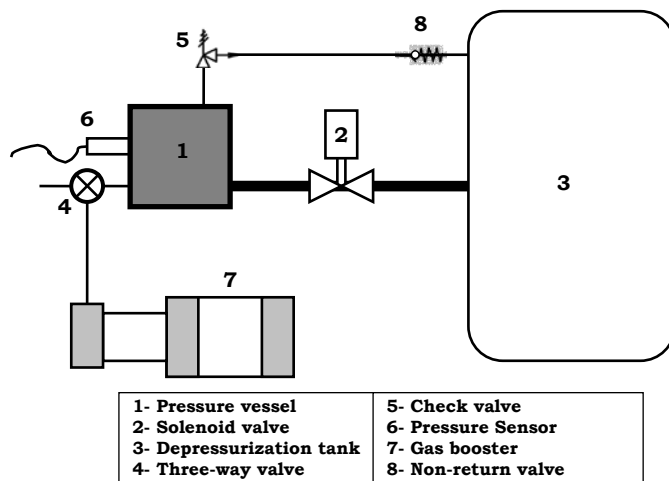 5
8
6
1
2
3
4
7
1- Pressure vessel
2- Solenoid valve
3- Depressurization tank
4- Three-way valve
5- Check valve
6- Pressure Sensor
7- Gas booster
8- Non-return valve